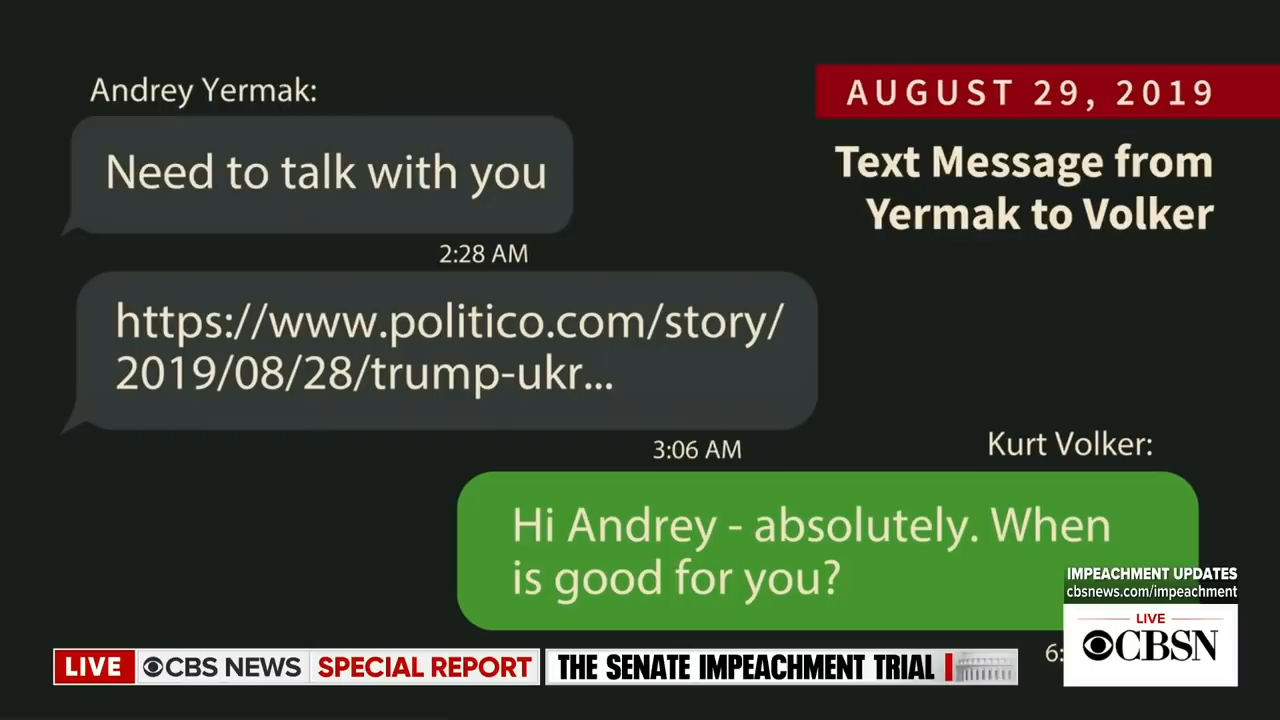 Andrey Yermak:
AUGUST 29, 2019
Need to talk with you
Text Message from
Yermak to Volker
2:28 AM
https://www.politico.com/story/
2019/08/28/trump-ukr...
3:06 AM
Kurt Volker:
Hi Andrey - absolutely. When
is good for you?
IMPEACHMENT UPDATES
cbsnews.com/impeachment
LIVE
CBSN
6:
LIVE CBS NEWS SPECIAL REPORT THE SENATE IMPEACHMENT TRIAL